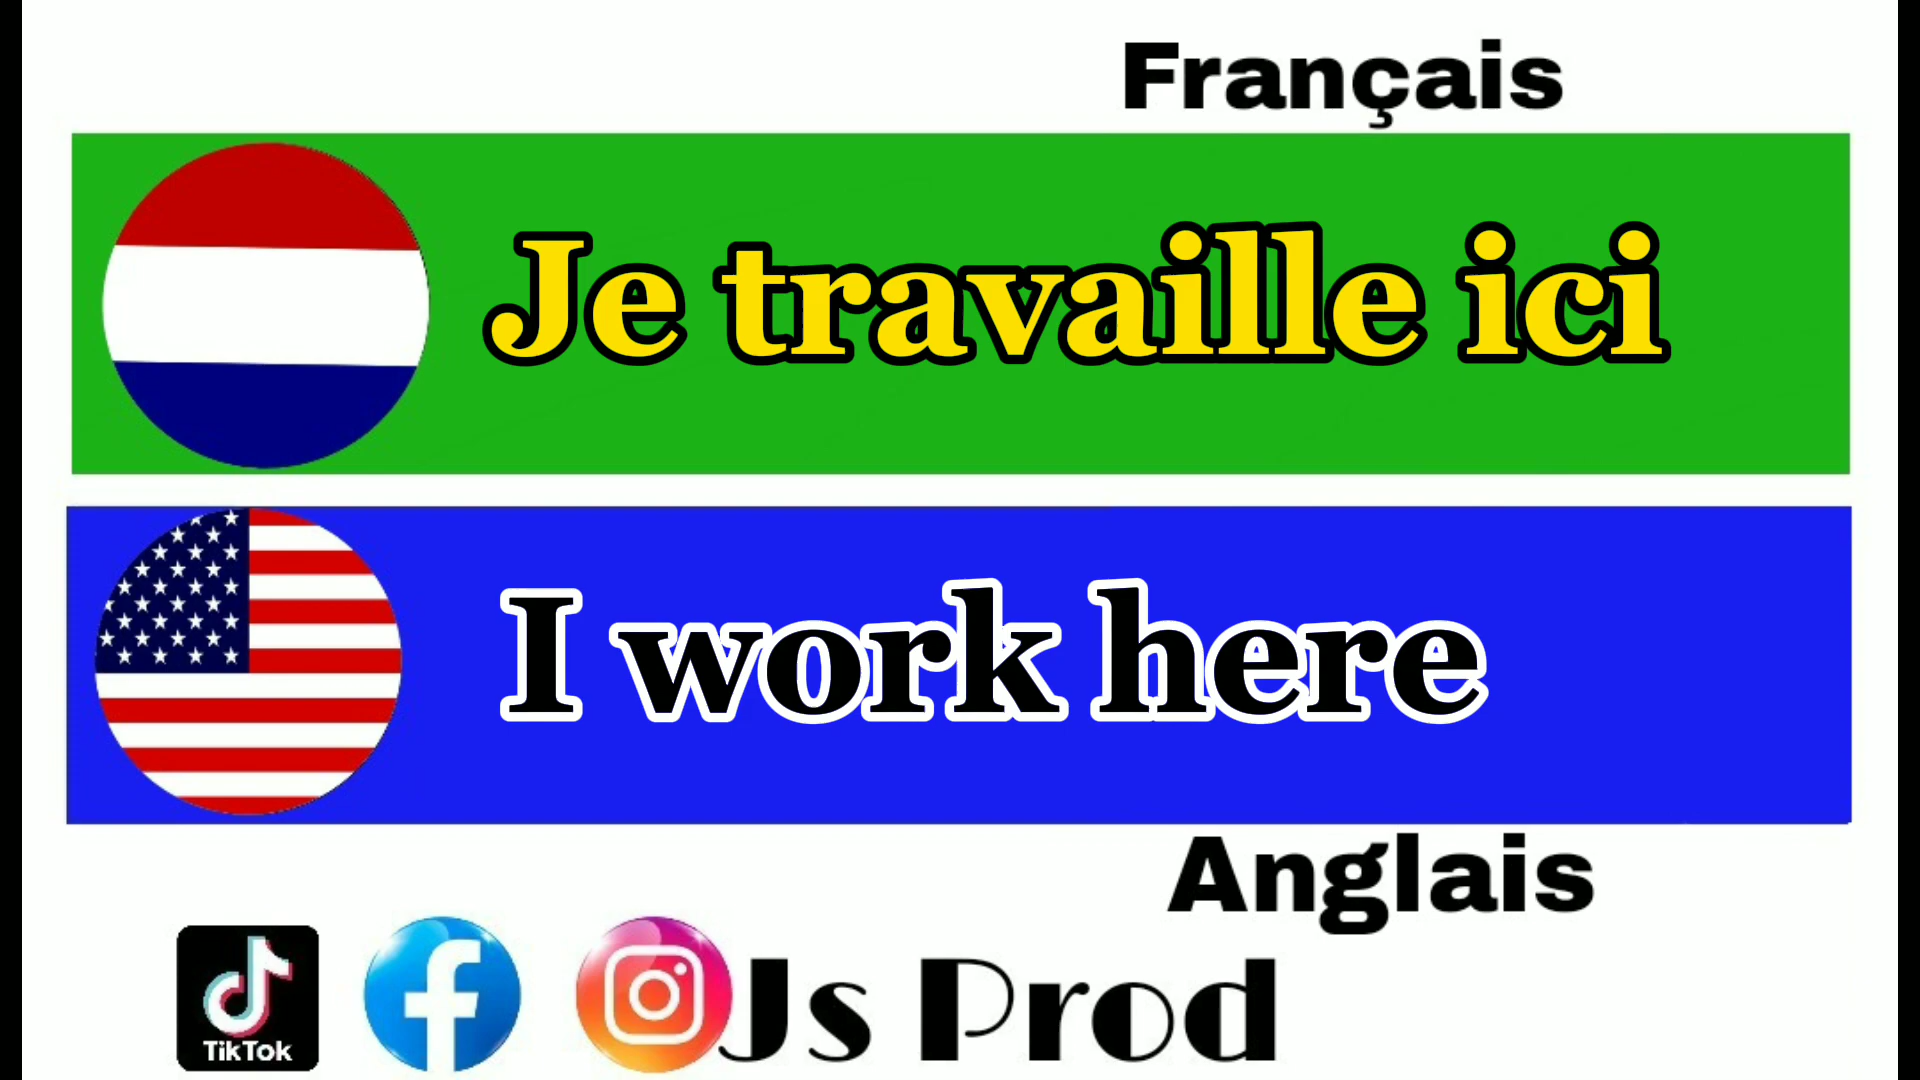 Français
Je travaille ici
I work here
Anglais
TikTok
Js Prod